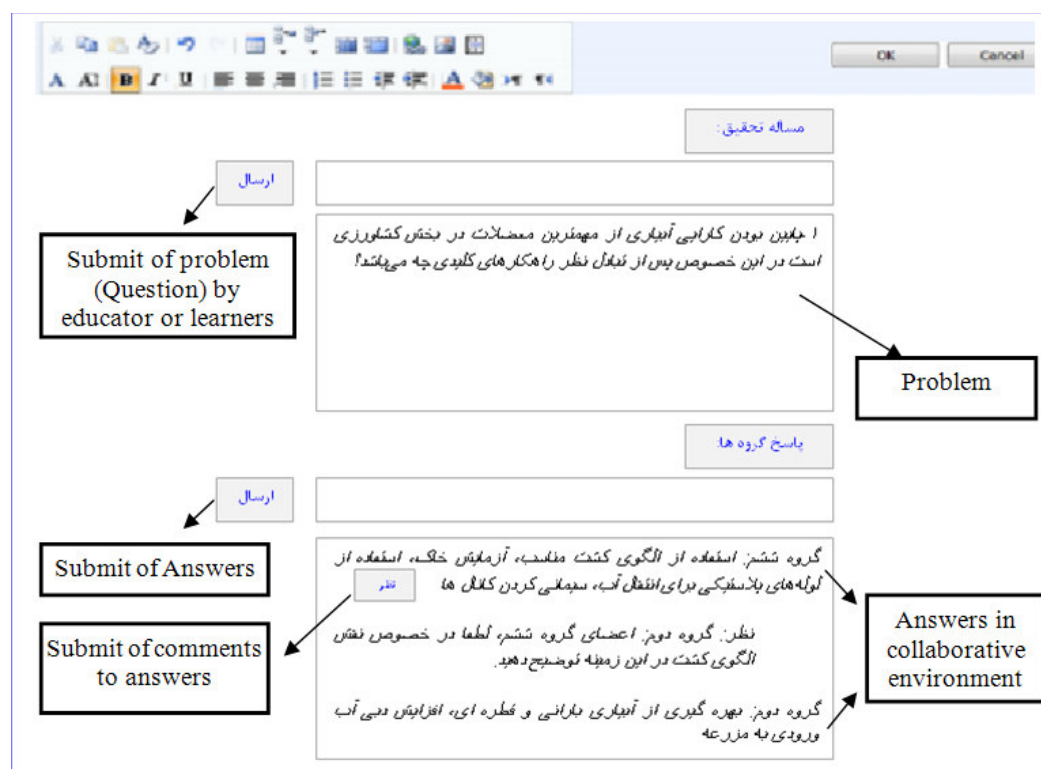 OK
Cancel
مساله تحقیق:
ارسال
Submit of problem
(Question) by
educator or learners
۱ پایین بودن کارایی آبیاری از مهمترین معضلات در بخش کشاورزی
است در این خصوص پس از تبادل نظر راهکارهای کلیدی چه می‌باشد؟
Problem
پاسخ گروه ها:
ارسال
Submit of Answers
گروه ششم: استفاده از الگوی کشت مناسب، آزمایش خاک، استفاده از
لوله‌های پلاستیکی برای انتقال آب، سیمانی کردن کانال ها
نظر
Submit of comments
to answers
نظر: گروه دوم: اعضای گروه ششم، لطفا در خصوص نقش
الگوی کشت در این زمینه توضیح دهید.
Answers in
collaborative
environment
گروه دوم: بهره گیری از آبیاری بارانی و قطره ای، افزایش دبی آب
ورودی به مزرعه